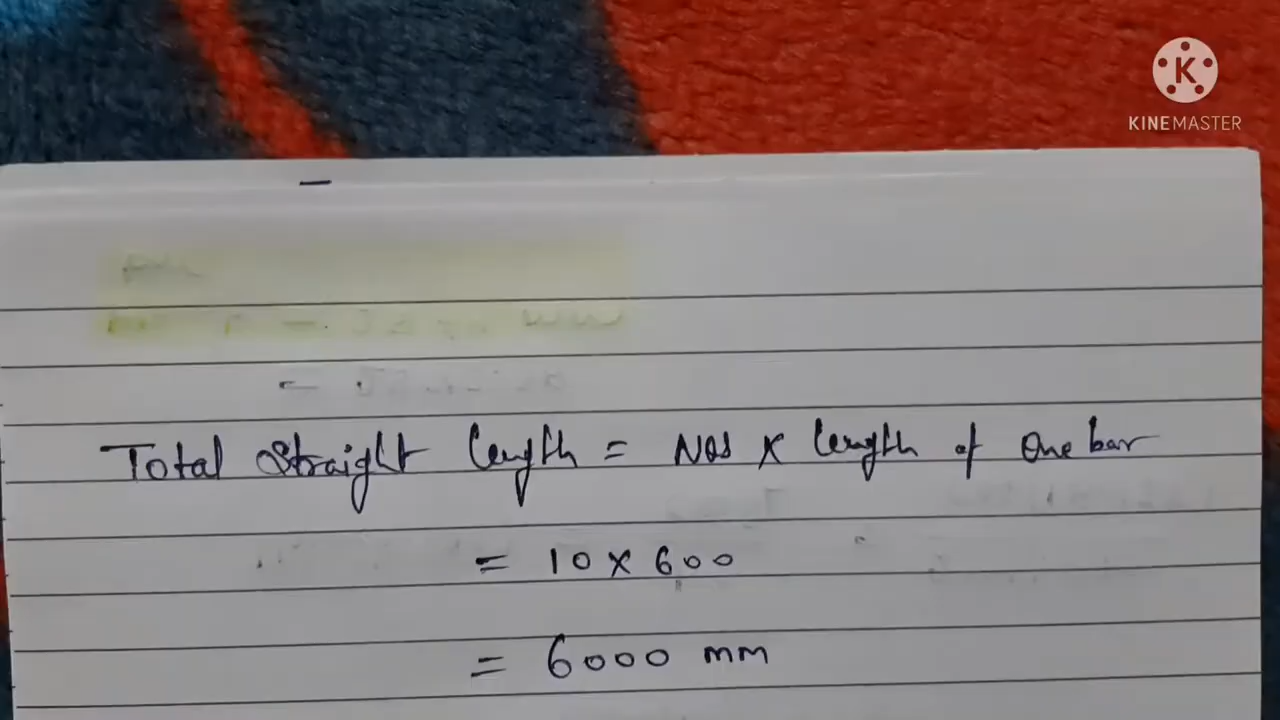 K
KINEMASTER
Total Straight length = Nos X length of one bar
= 10 X 600
= 6000 mm